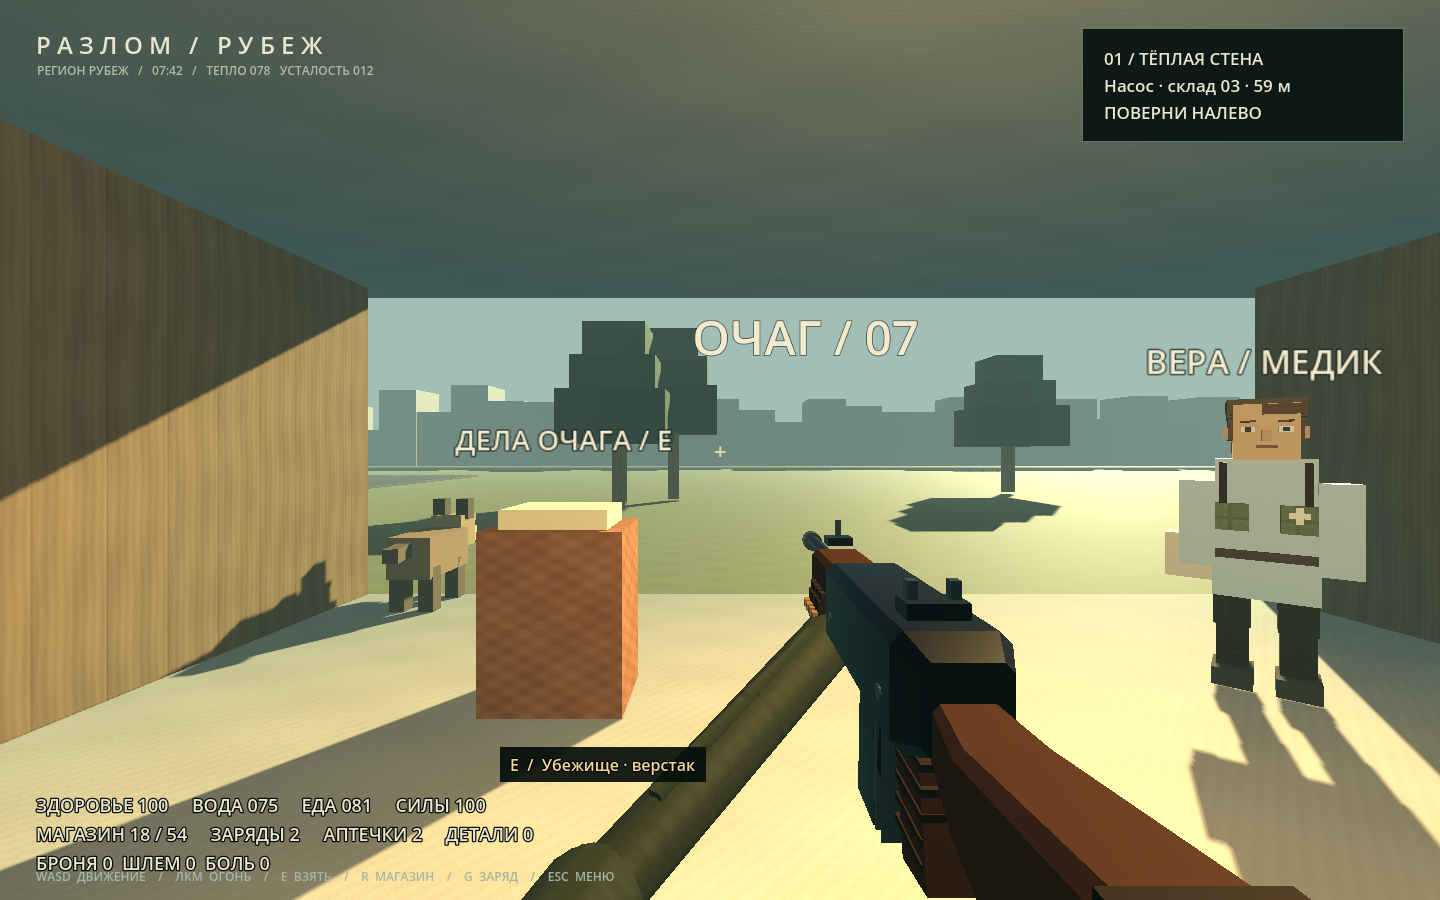 РАЗЛОМ / РУБЕЖ
РЕГИОН РУБЕЖ / 07:42 / ТЕПЛО 078 УСТАЛОСТЬ 012
01 / ТЁПЛАЯ СТЕНА
Насос · склад 03 · 59 м
ПОВЕРНИ НАЛЕВО
ОЧАГ / 07
ВЕРА / МЕДИК
ДЕЛА ОЧАГА / E
E / Убежище · верстак
ЗДОРОВЬЕ 100 ВОДА 075 ЕДА 081 СИЛЫ 100
МАГАЗИН 18 / 54 ЗАРЯДЫ 2 АПТЕЧКИ 2 ДЕТАЛИ 0
БРОНЯ 0 ШЛЕМ 0 БОЛЬ 0
WASD ДВИЖЕНИЕ / ЛКМ ОГОНЬ / E ВЗЯТЬ / R МАГАЗИН / G ЗАРЯД / ESC МЕНЮ